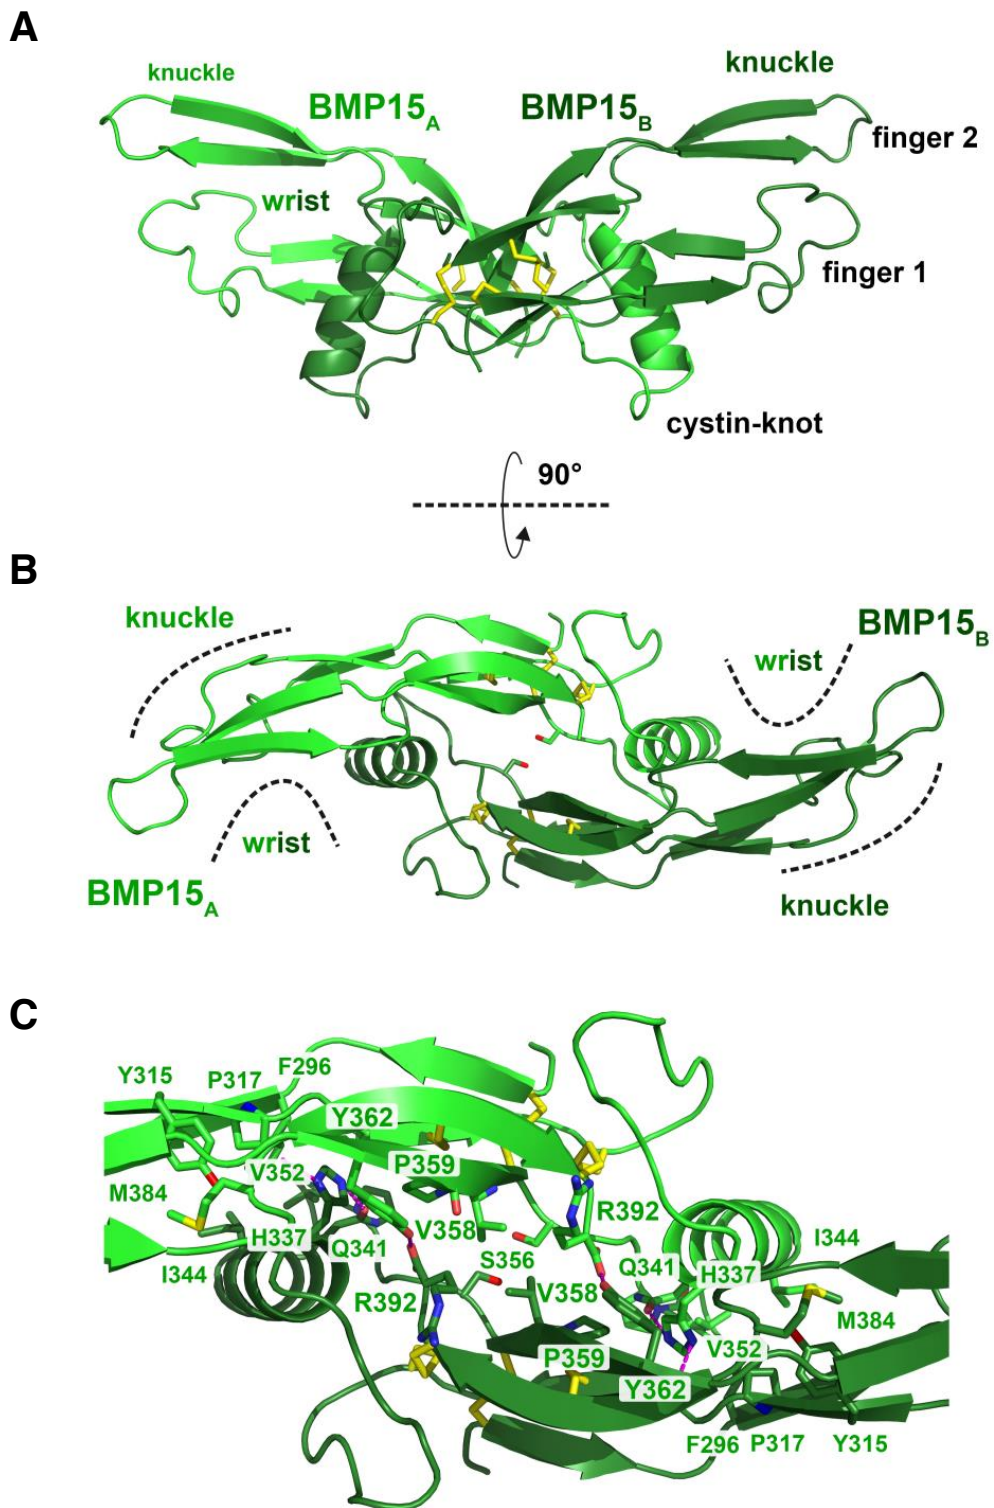 A
knuckle
knuckle
BMP15A
BMP15B
finger 2
wrist
finger 1
cystin-knot
90°
B
knuckle
BMP15B
wrist
wrist
BMP15A
knuckle
C
Y315
P317
F296
Y362
V352
P359
M384
H337
Q341
V358
R392
I344
S356
Q341
H337
I344
R392
V358
M384
V352
P359
Y362
F296
P317
Y315